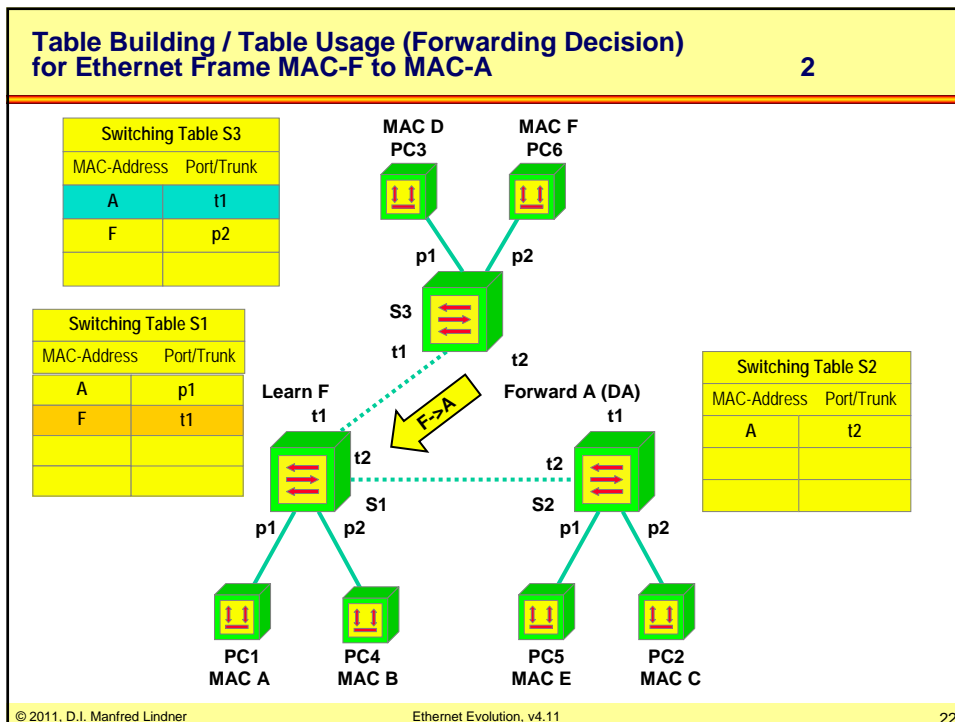 Table Building / Table Usage (Forwarding Decision)
for Ethernet Frame MAC-F to MAC-A 2
Switching Table S3
MAC-Address Port/Trunk
A t1
F p2
MAC D
PC3
MAC F
PC6
p1
p2
S3
t1
t2
Switching Table S1
MAC-Address Port/Trunk
A p1
F t1
Learn F
t1
F->A
Forward A (DA)
t1
Switching Table S2
MAC-Address Port/Trunk
A t2
t2
t2
S1
S2
p1
p2
p1
p2
PC1
MAC A
PC4
MAC B
PC5
MAC E
PC2
MAC C
© 2011, D.I. Manfred Lindner Ethernet Evolution, v4.11 22